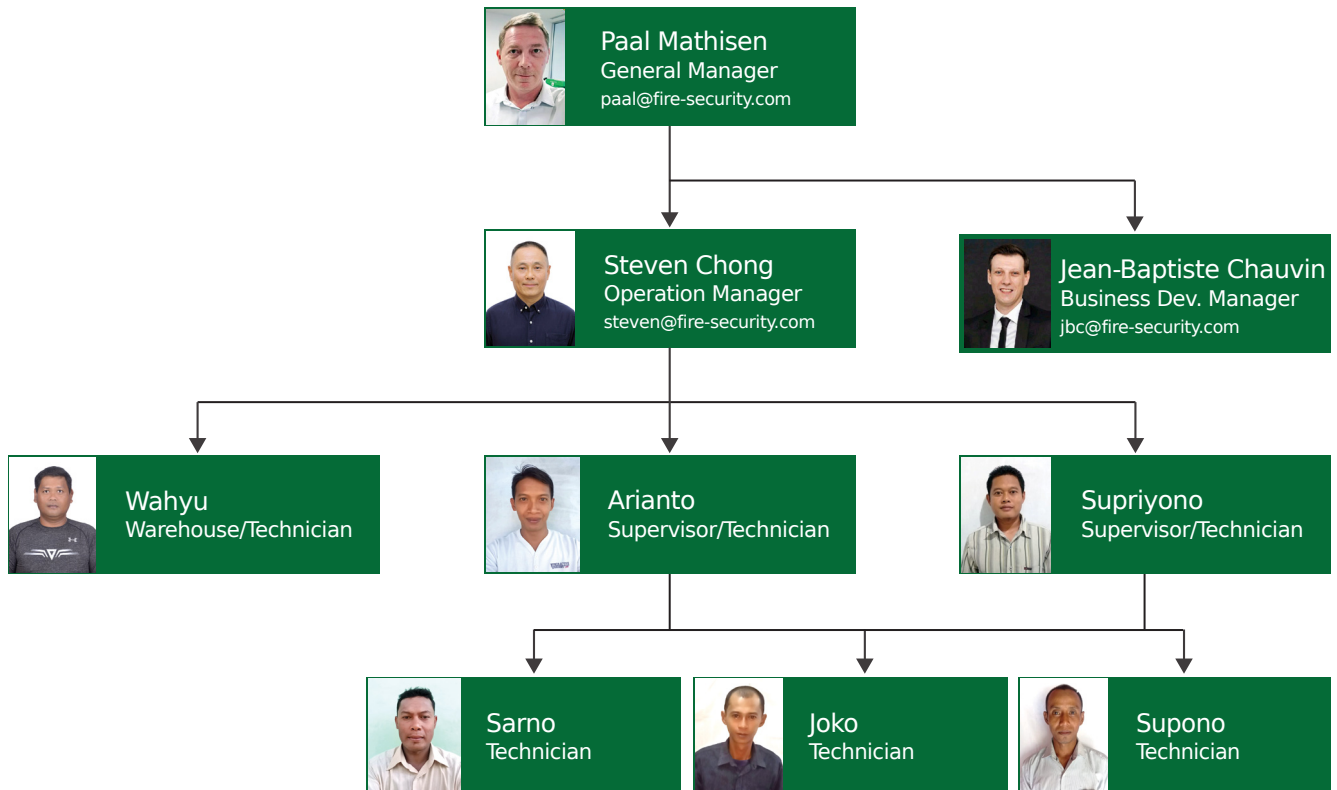 Paal Mathisen
General Manager
paal@fire-security.com
Steven Chong
Operation Manager
steven@fire-security.com
Jean-Baptiste Chauvin
Business Dev. Manager
jbc@fire-security.com
Wahyu
Warehouse/Technician
Arianto
Supervisor/Technician
Supriyono
Supervisor/Technician
Sarno
Technician
Joko
Technician
Supono
Technician